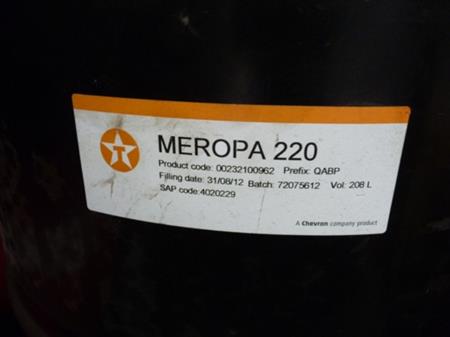 MEROPA 220
Product code: 00232100962 Prefix: QABP
Filling date: 31/08/12 Batch: 72075612 Vol: 208 L
SAP code:4020229
A Chevron company product
T